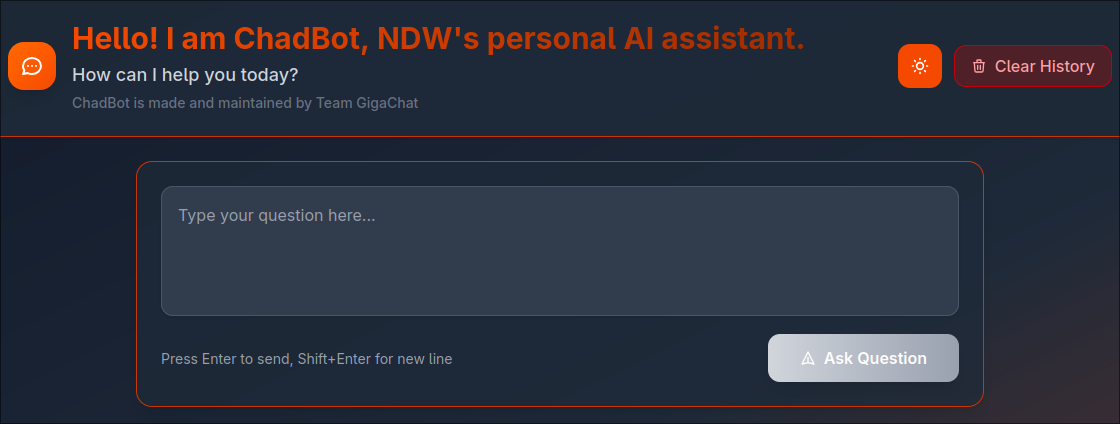 Hello! I am ChadBot, NDW's personal AI assistant.
How can I help you today?
ChadBot is made and maintained by Team GigaChat
Clear History
Type your question here...
Press Enter to send, Shift+Enter for new line
Ask Question